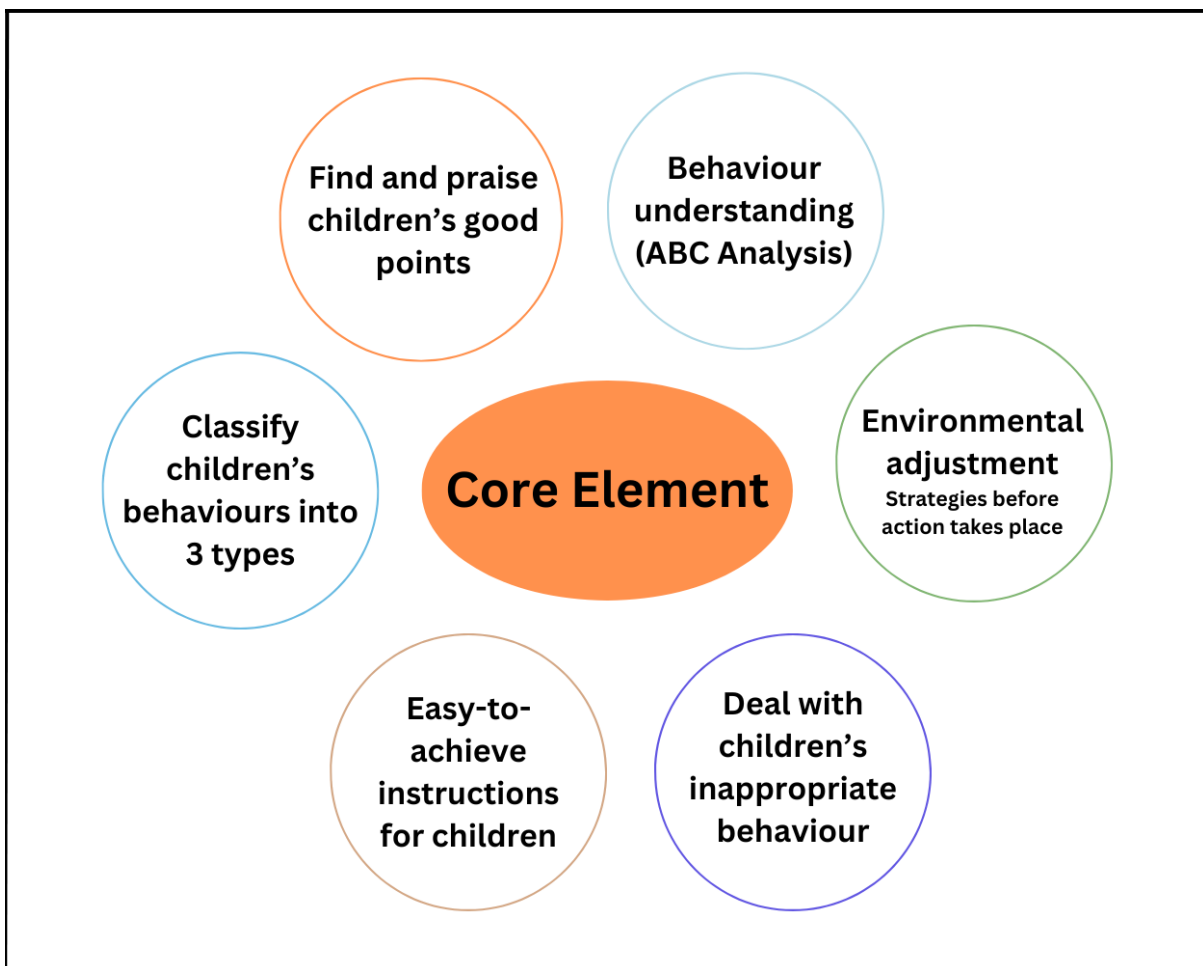 Find and praise
children’s good
points
Behaviour
understanding
(ABC Analysis)
Classify
children’s
behaviours into
3 types
Core Element
Environmental
adjustment
Strategies before
action takes place
Easy-to-
achieve
instructions
for children
Deal with
children’s
inappropriate
behaviour